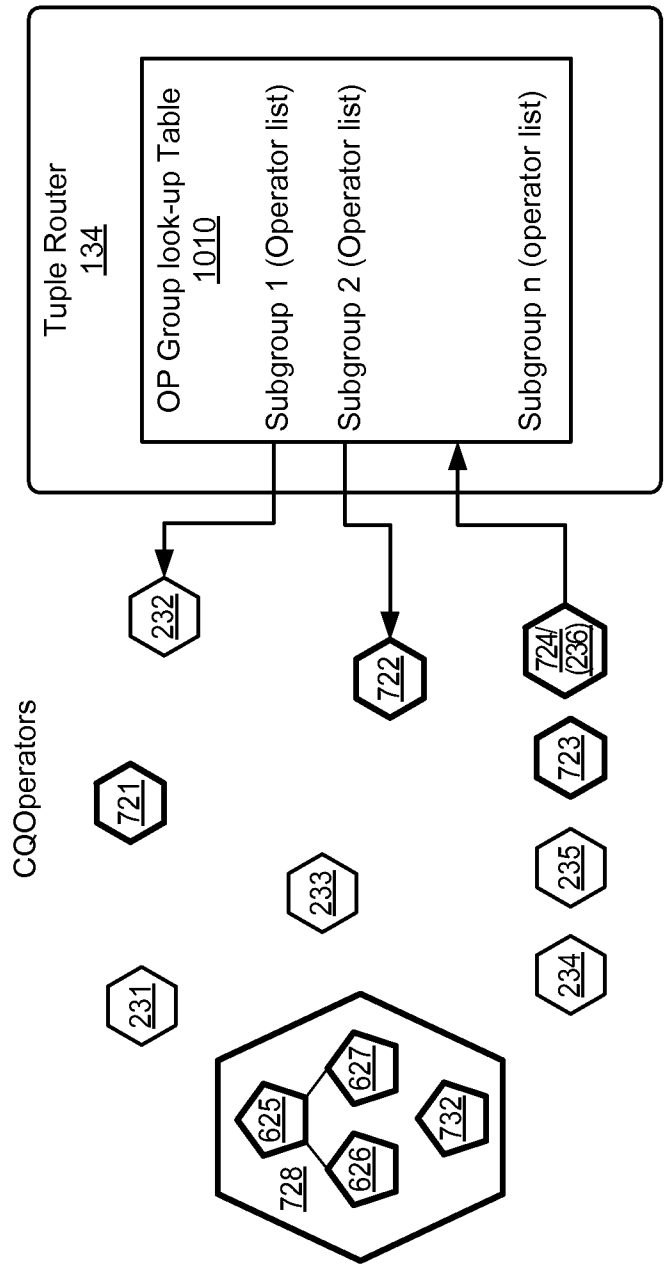 CQOperators
728
625
626
627
732
231
721
232
233
722
234
235
723
724/
(236)
Tuple Router
134
OP Group look-up Table
1010
Subgroup 1 (Operator list)
Subgroup 2 (Operator list)
Subgroup n (operator list)